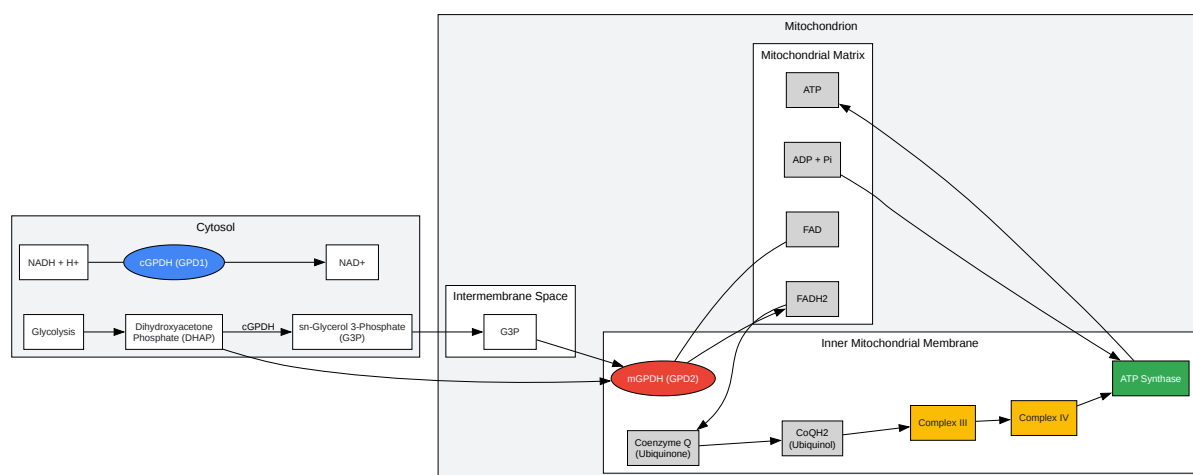 Mitochondrion
Mitochondrial Matrix
ATP
ADP + Pi
FAD
FADH2
Cytosol
NADH + H+
cGPDH (GPD1)
NAD+
Glycolysis
Dihydroxyacetone
Phosphate (DHAP)
cGPDH
sn-Glycerol 3-Phosphate
(G3P)
Intermembrane Space
G3P
Inner Mitochondrial Membrane
mGPDH (GPD2)
ATP Synthase
Coenzyme Q
(Ubiquinone)
CoQH2
(Ubiquinol)
Complex III
Complex IV